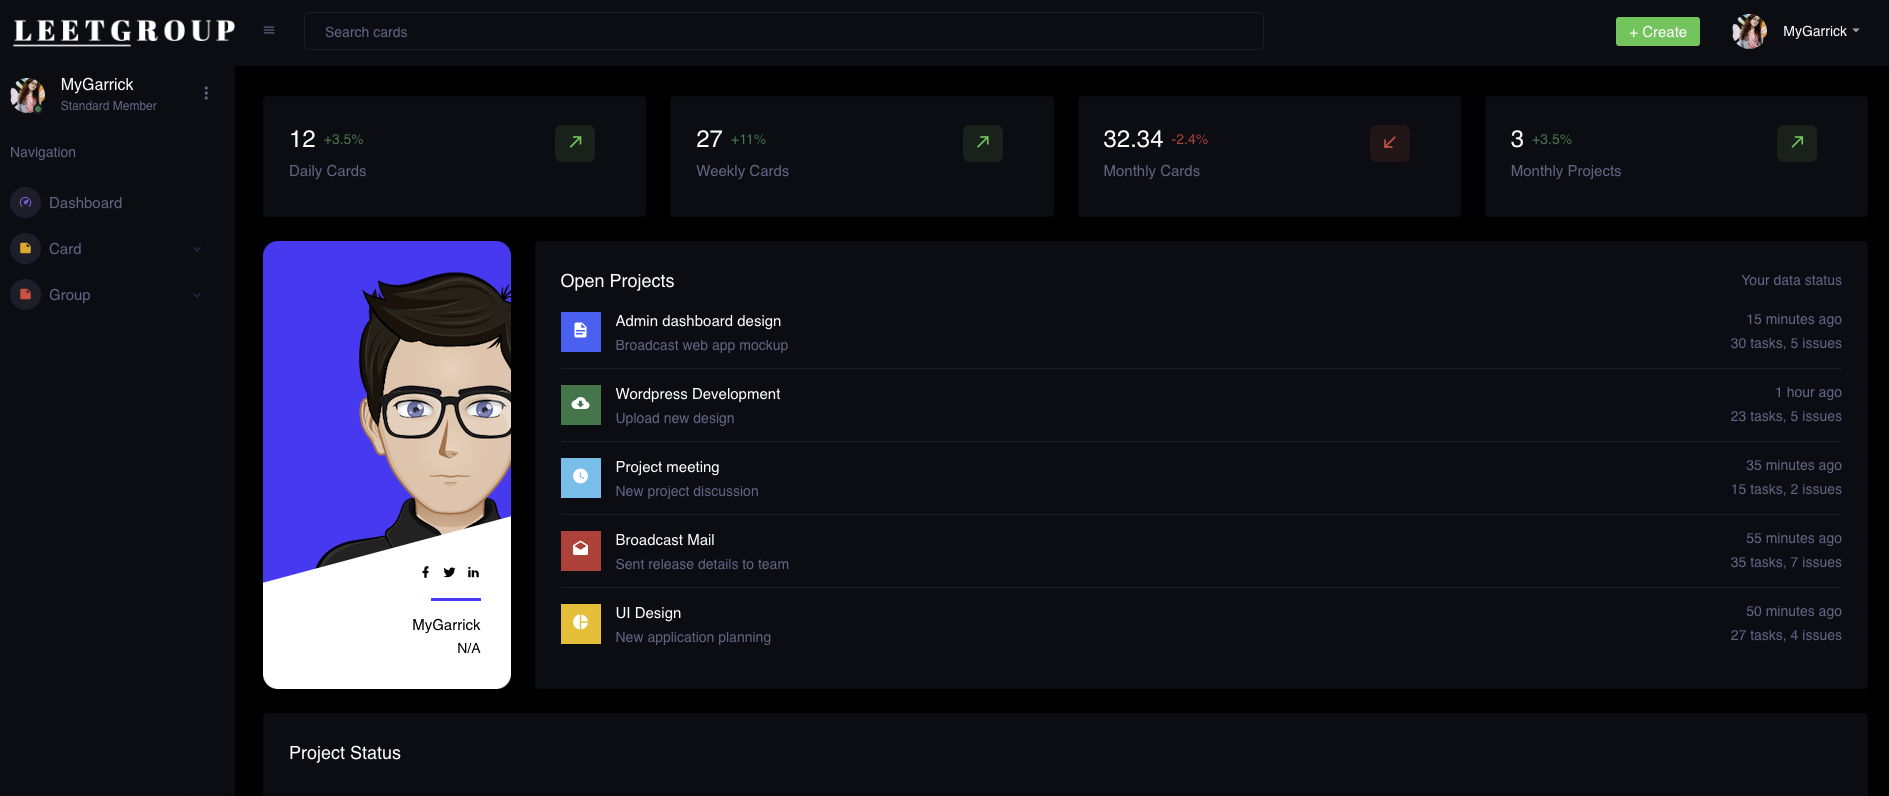 LEETGROUP
Search cards
+ Create
MyGarrick
MyGarrick
Standard Member
Navigation
Dashboard
Card
Group
12 +3.5%
Daily Cards
27 +11%
Weekly Cards
32.34 -2.4%
Monthly Cards
3 +3.5%
Monthly Projects
MyGarrick
N/A
Open Projects
Your data status
Admin dashboard design
Broadcast web app mockup
15 minutes ago
30 tasks, 5 issues
Wordpress Development
Upload new design
1 hour ago
23 tasks, 5 issues
Project meeting
New project discussion
35 minutes ago
15 tasks, 2 issues
Broadcast Mail
Sent release details to team
55 minutes ago
35 tasks, 7 issues
UI Design
New application planning
50 minutes ago
27 tasks, 4 issues
Project Status